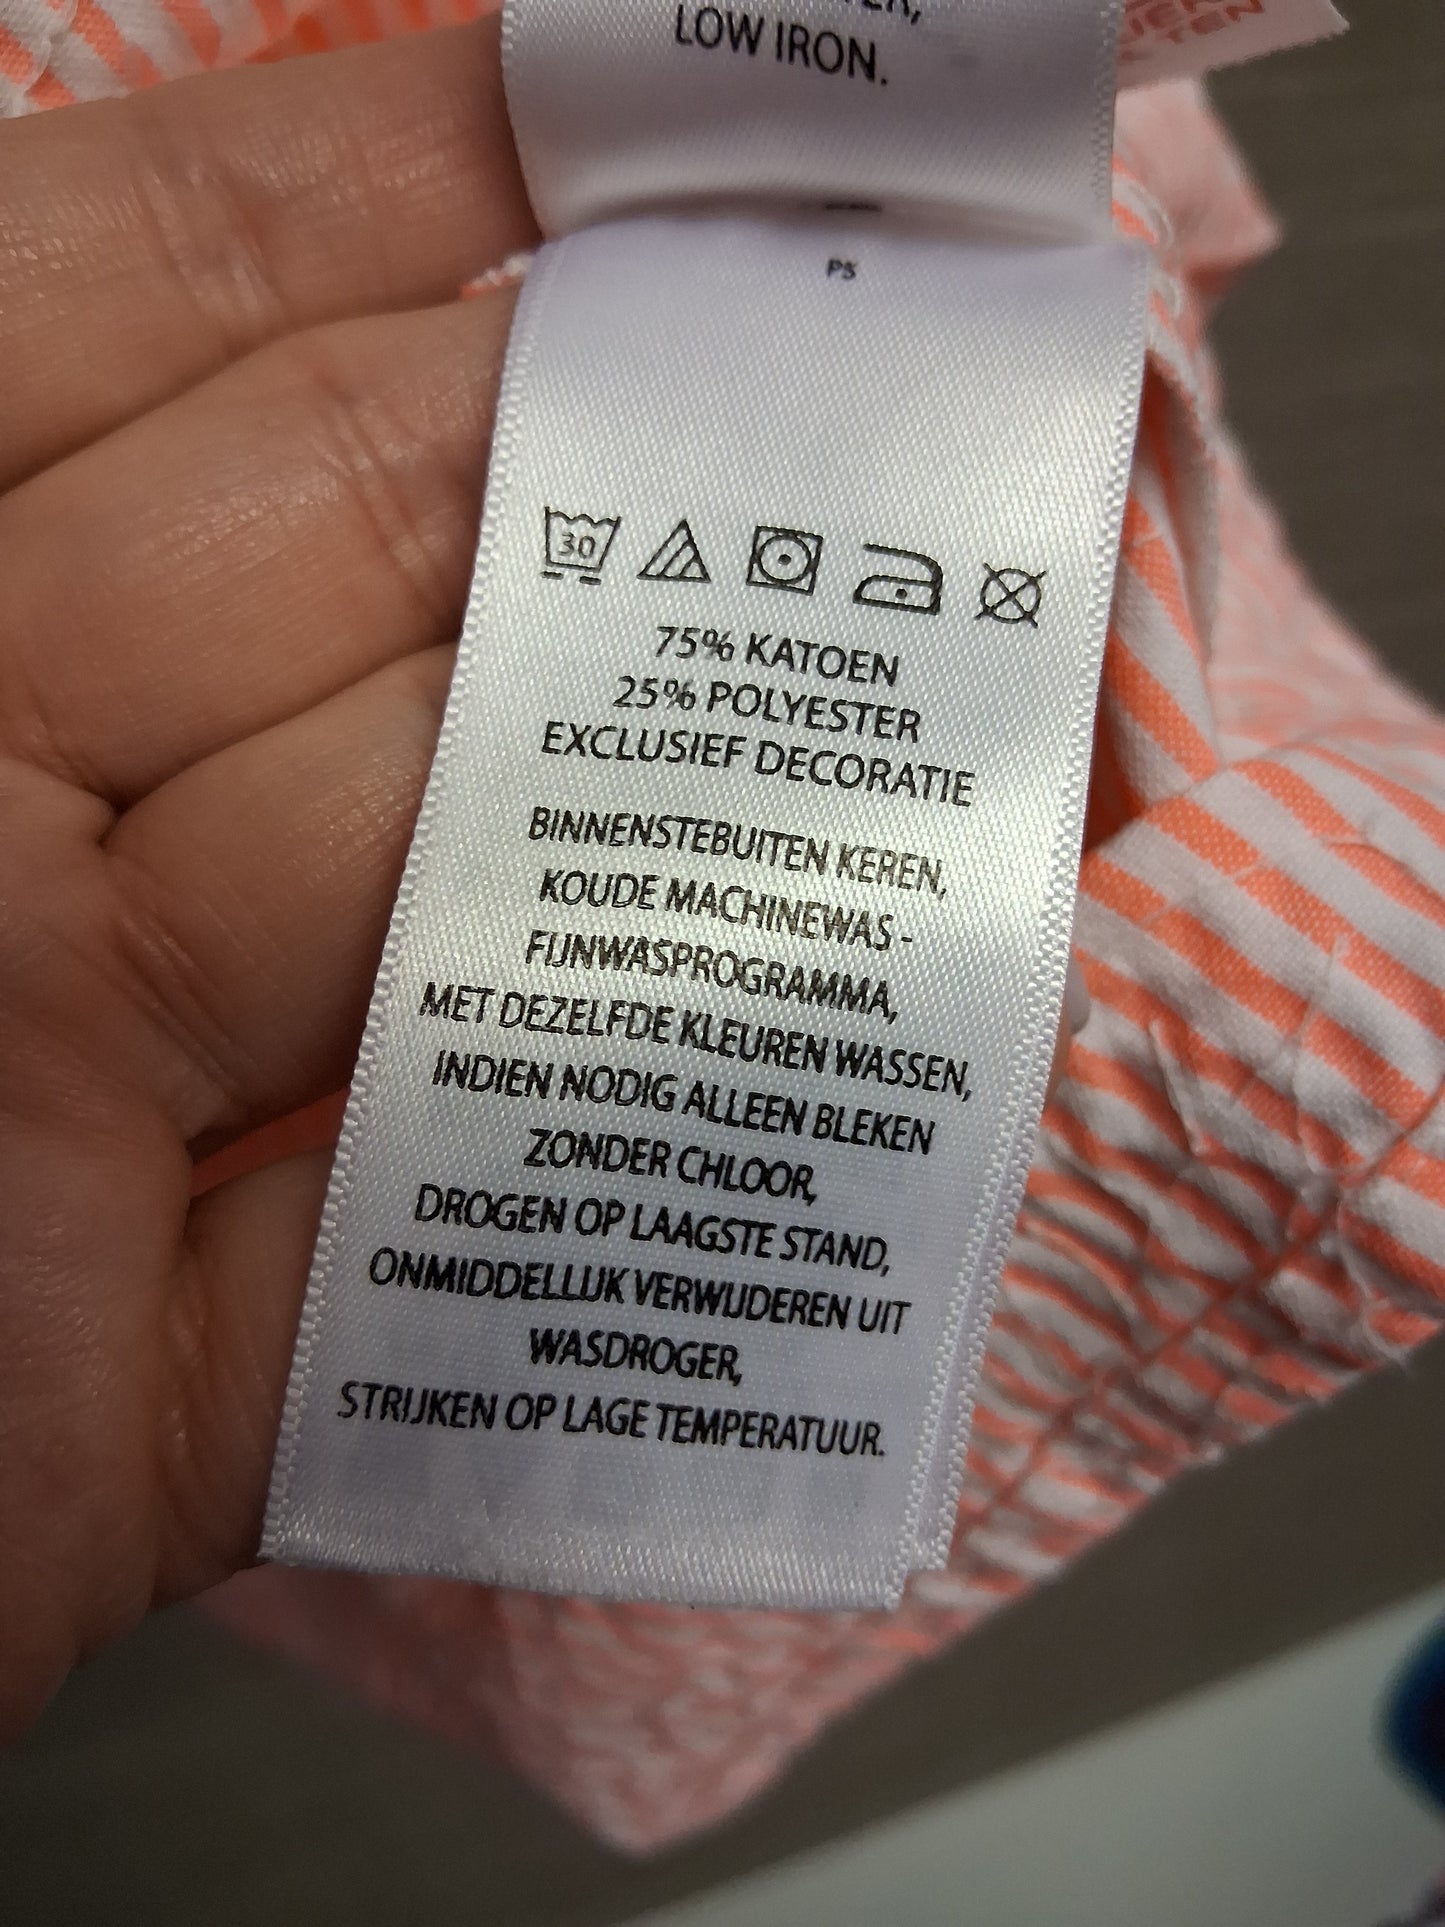 LOW IRON.
P5
30
75% KATOEN
25% POLYESTER
EXCLUSIEF DECORATIE
BINNENSTEBUITEN KEREN,
KOUDE MACHINEWAS -
FIJNWASPROGRAMMA,
MET DEZELFDE KLEUREN WASSEN,
INDIEN NODIG ALLEEN BLEKEN
ZONDER CHLOOR,
DROGEN OP LAAGSTE STAND,
ONMIDDELLIJK VERWIJDEREN UIT
WASDROGER,
STRIJKEN OP LAGE TEMPERATUUR.